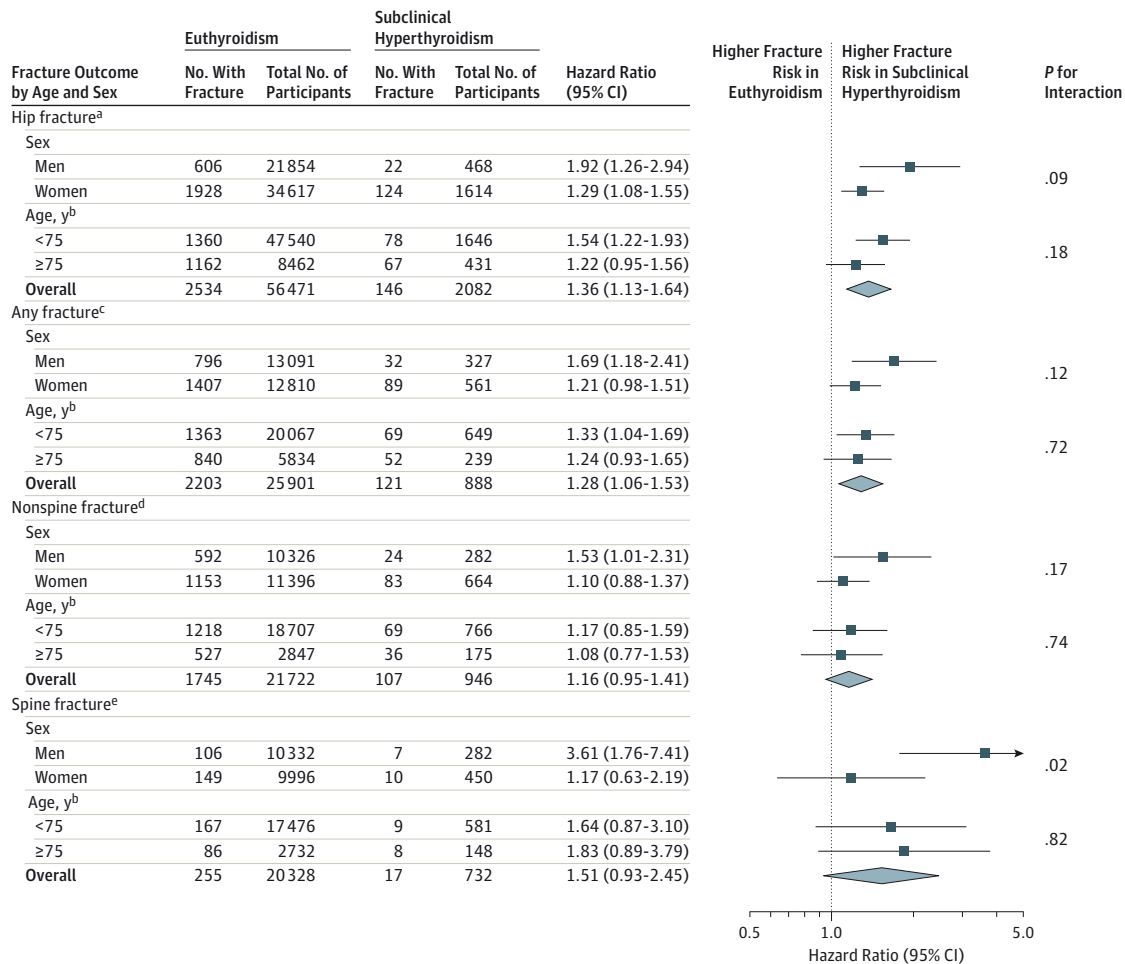 Euthyroidism
Subclinical
Hyperthyroidism
Fracture Outcome
by Age and Sex
No. With
Fracture
Total No. of
Participants
No. With
Fracture
Total No. of
Participants
Hazard Ratio
(95% CI)
Higher Fracture
Risk in
Euthyroidism
Higher Fracture
Risk in Subclinical
Hyperthyroidism
P for
Interaction
Hip fractureᵃ
Sex
Men 606 21854 22 468 1.92 (1.26-2.94)
Women 1928 34617 124 1614 1.29 (1.08-1.55)
.09
Age, yᵇ
<75 1360 47540 78 1646 1.54 (1.22-1.93)
≥75 1162 8462 67 431 1.22 (0.95-1.56)
.18
Overall 2534 56471 146 2082 1.36 (1.13-1.64)
Any fractureᶜ
Sex
Men 796 13091 32 327 1.69 (1.18-2.41)
Women 1407 12810 89 561 1.21 (0.98-1.51)
.12
Age, yᵇ
<75 1363 20067 69 649 1.33 (1.04-1.69)
≥75 840 5834 52 239 1.24 (0.93-1.65)
.72
Overall 2203 25901 121 888 1.28 (1.06-1.53)
Nonspine fractureᵈ
Sex
Men 592 10326 24 282 1.53 (1.01-2.31)
Women 1153 11396 83 664 1.10 (0.88-1.37)
.17
Age, yᵇ
<75 1218 18707 69 766 1.17 (0.85-1.59)
≥75 527 2847 36 175 1.08 (0.77-1.53)
.74
Overall 1745 21722 107 946 1.16 (0.95-1.41)
Spine fractureᵉ
Sex
Men 106 10332 7 282 3.61 (1.76-7.41)
Women 149 9996 10 450 1.17 (0.63-2.19)
.02
Age, yᵇ
<75 167 17476 9 581 1.64 (0.87-3.10)
≥75 86 2732 8 148 1.83 (0.89-3.79)
.82
Overall 255 20328 17 732 1.51 (0.93-2.45)
0.5 1.0 5.0
Hazard Ratio (95% CI)